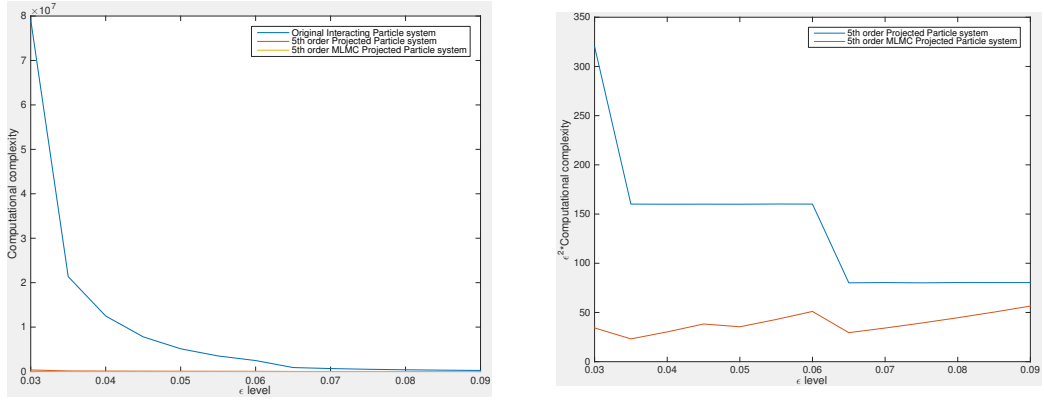 ×10⁷
8
7
6
5
4
3
2
1
0
Computational complexity
Original Interacting Particle system
5th order Projected Particle system
5th order MLMC Projected Particle system
0.03 0.04 0.05 0.06 0.07 0.08 0.09
ϵ level
350
300
250
200
150
100
50
0
ϵ²*Computational complexity
5th order Projected Particle system
5th order MLMC Projected Particle system
0.03 0.04 0.05 0.06 0.07 0.08 0.09
ϵ level